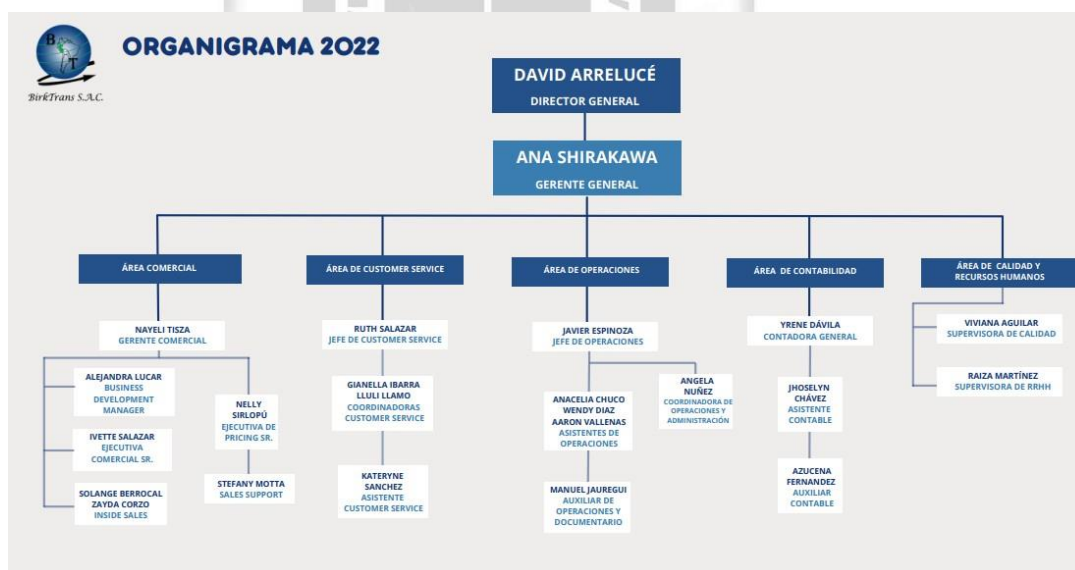 B
T
BirkTrans S.A.C.
ORGANIGRAMA 2022
DAVID ARRELUCÉ
DIRECTOR GENERAL
ANA SHIRAKAWA
GERENTE GENERAL
ÁREA COMERCIAL
NAYELI TISZA
GERENTE COMERCIAL
ALEJANDRA LUCAR
BUSINESS
DEVELOPMENT
MANAGER
IVETTE SALAZAR
EJECUTIVA
COMERCIAL SR.
SOLANGE BERROCAL
ZAYDA CORZO
INSIDE SALES
NELLY
SIRLOPÚ
EJECUTIVA DE
PRICING SR.
STEFANY MOTTA
SALES SUPPORT
ÁREA DE CUSTOMER SERVICE
RUTH SALAZAR
JEFE DE CUSTOMER SERVICE
GIANELLA IBARRA
LLULI LLAMO
COORDINADORAS
CUSTOMER SERVICE
KATERYNE
SANCHEZ
ASISTENTE
CUSTOMER SERVICE
ÁREA DE OPERACIONES
JAVIER ESPINOZA
JEFE DE OPERACIONES
ANACELIA CHUCO
WENDY DIAZ
AARON VALLENAS
ASISTENTES DE
OPERACIONES
MANUEL JAUREGUI
AUXILIAR DE
OPERACIONES Y
DOCUMENTARIO
ANGELA
NUÑEZ
COORDINADORA DE
OPERACIONES Y
ADMINISTRACIÓN
ÁREA DE CONTABILIDAD
YRENE DÁVILA
CONTADORA GENERAL
JHOSELYN
CHÁVEZ
ASISTENTE
CONTABLE
AZUCENA
FERNANDEZ
AUXILIAR
CONTABLE
ÁREA DE CALIDAD Y
RECURSOS HUMANOS
VIVIANA AGUILAR
SUPERVISORA DE CALIDAD
RAIZA MARTÍNEZ
SUPERVISORA DE RRHH